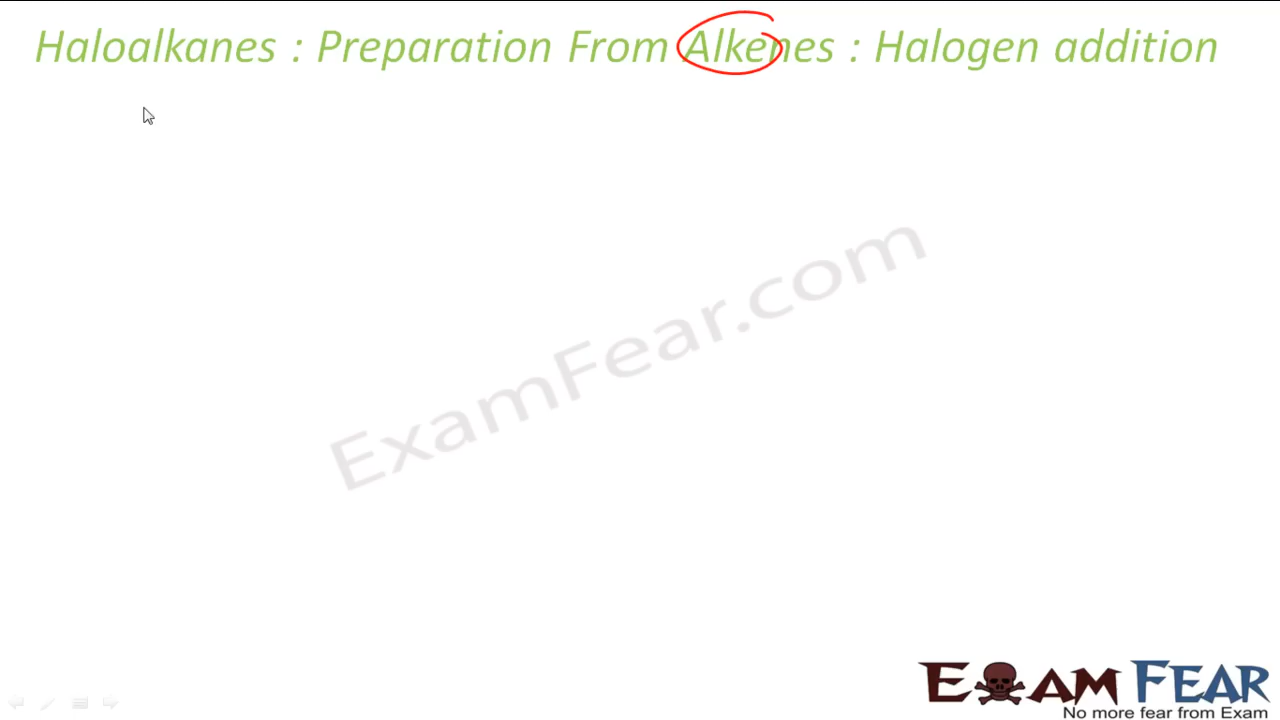 Haloalkanes : Preparation From Alkenes : Halogen addition
ExamFear.com
EXAM FEAR
No more fear from Exam